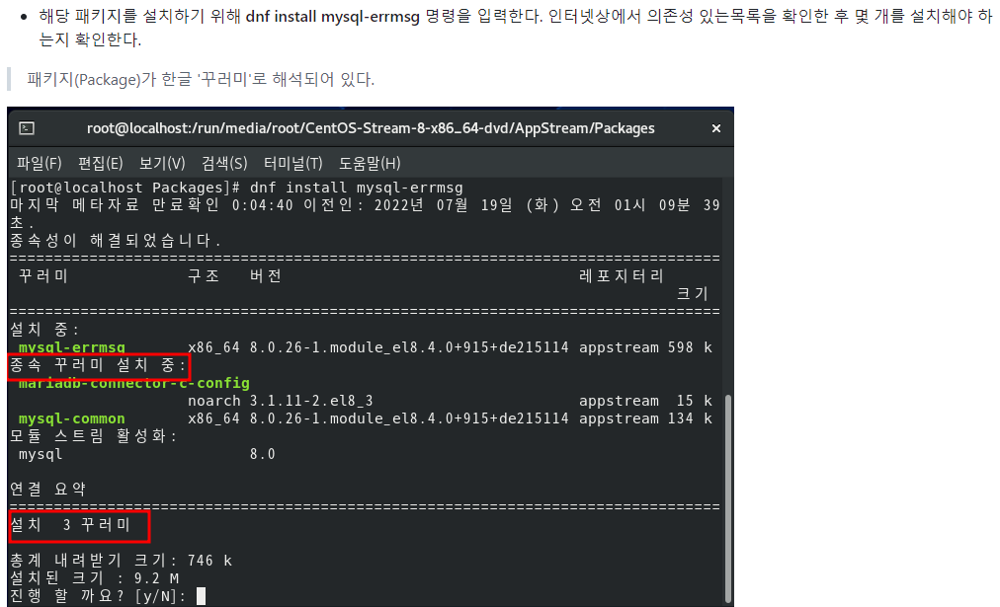 해당 패키지를 설치하기 위해 dnf install mysql-errmsg 명령을 입력한다. 인터넷상에서 의존성 있는목록을 확인한 후 몇 개를 설치해야 하
는지 확인한다.
패키지(Package)가 한글 '꾸러미'로 해석되어 있다.
root@localhost:/run/media/root/CentOS-Stream-8-x86_64-dvd/AppStream/Packages ×
파일(F) 편집(E) 보기(V) 검색(S) 터미널(T) 도움말(H)
[root@localhost Packages]# dnf install mysql-errmsg
마지막 메타자료 만료확인 0:04:40 이전인: 2022년 07월 19일 (화) 오전 01시 09분 39
초.
종속성이 해결되었습니다.
================================================================================
꾸러미 구조 버전 레포지터리
크기
================================================================================
설치 중:
mysql-errmsg x86_64 8.0.26-1.module_el8.4.0+915+de215114 appstream 598 k
종속 꾸러미 설치 중:
mariadb-connector-c-config
noarch 3.1.11-2.el8_3 appstream 15 k
mysql-common x86_64 8.0.26-1.module_el8.4.0+915+de215114 appstream 134 k
모듈 스트림 활성화:
mysql 8.0
연결 요약
================================================================================
설치 3 꾸러미
총계 내려받기 크기: 746 k
설치된 크기 : 9.2 M
진행 할 까요? [y/N]: